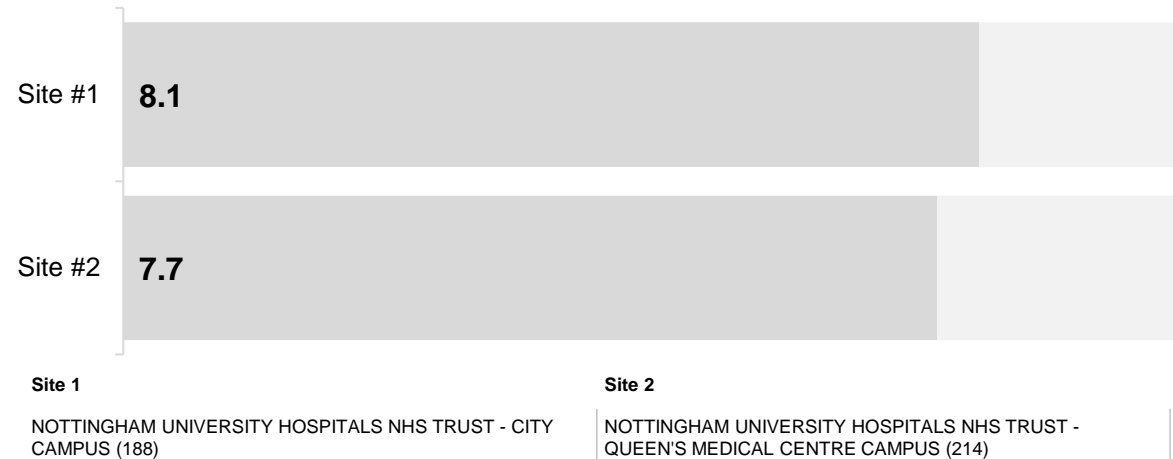 Site #1
8.1
Site #2
7.7
Site 1
Site 2
NOTTINGHAM UNIVERSITY HOSPITALS NHS TRUST - CITY
CAMPUS (188)
NOTTINGHAM UNIVERSITY HOSPITALS NHS TRUST -
QUEEN'S MEDICAL CENTRE CAMPUS (214)